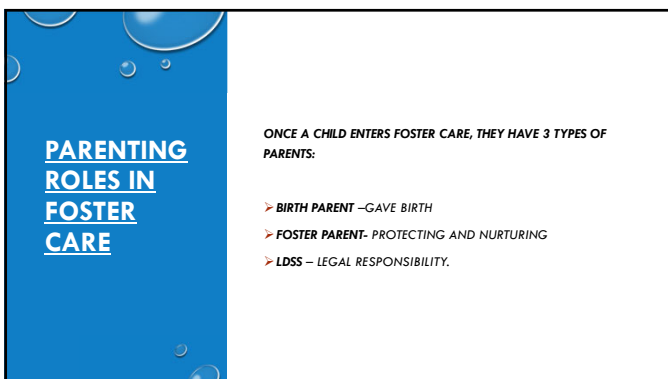 PARENTING
ROLES IN
FOSTER
CARE
ONCE A CHILD ENTERS FOSTER CARE, THEY HAVE 3 TYPES OF
PARENTS:
➢ BIRTH PARENT –GAVE BIRTH
➢ FOSTER PARENT- PROTECTING AND NURTURING
➢ LDSS – LEGAL RESPONSIBILITY.